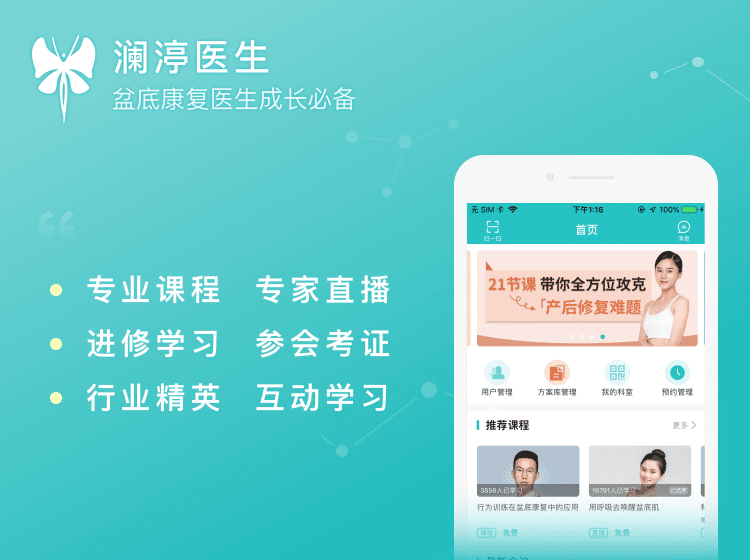 澜渟医生
盆底康复医生成长必备
专业课程 专家直播
进修学习 参会考证
行业精英 互动学习
无 SIM 卡 下午1:16 100%
扫一扫 首页 消息
21节课 带你全方位攻克
「产后修复难题
用户管理 方案库管理 我的科室 预约管理
推荐课程 更多
3856人已学习 16791人已学习 已结束
行为训练在盆底康复中的应用 用呼吸去唤醒盆底肌
课程 免费 直播 免费